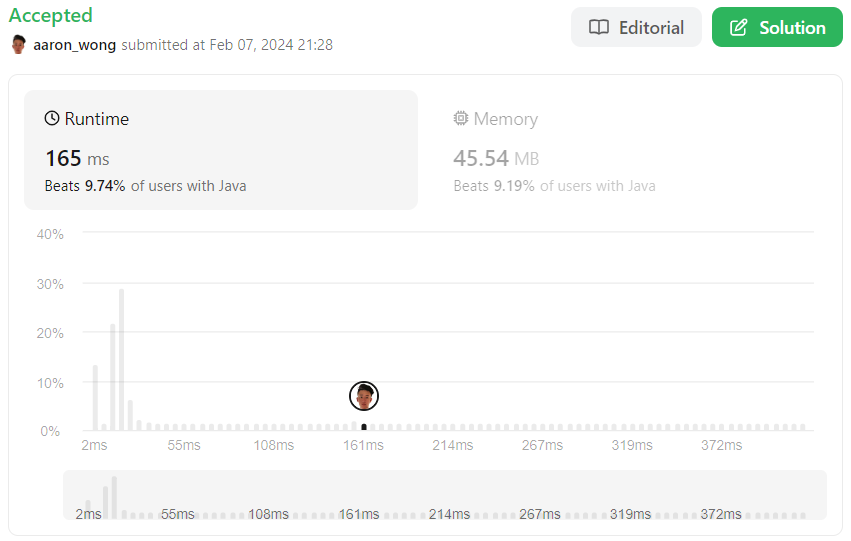 Accepted
aaron_wong submitted at Feb 07, 2024 21:28
Editorial
Solution
Runtime
165 ms
Beats 9.74% of users with Java
Memory
45.54 MB
Beats 9.19% of users with Java
40%
30%
20%
10%
0%
2ms 55ms 108ms 161ms 214ms 267ms 319ms 372ms
2ms 55ms 108ms 161ms 214ms 267ms 319ms 372ms